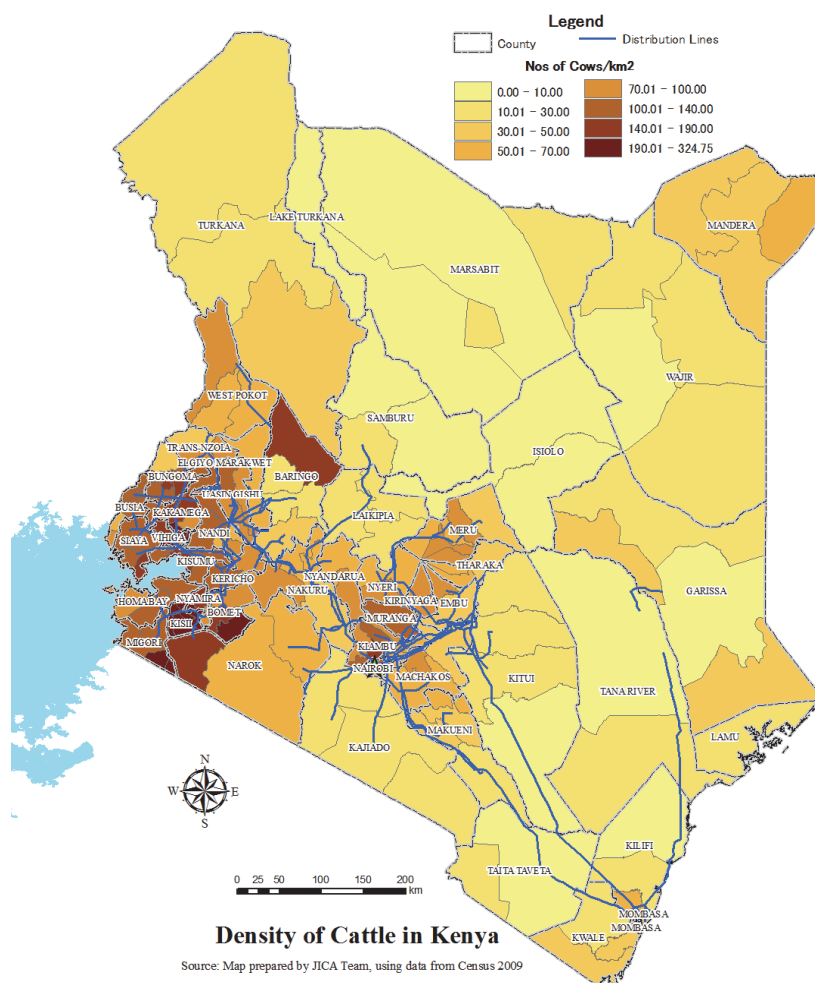 Legend
County
Distribution Lines
Nos of Cows/km2
0.00 - 10.00
10.01 - 30.00
30.01 - 50.00
50.01 - 70.00
70.01 - 100.00
100.01 - 140.00
140.01 - 190.00
190.01 - 324.75
MANDERA
TURKANA
LAKE TURKANA
MARSABIT
WAJIR
WEST POKOT
SAMBURU
TRANS-NZOIA
ISIOLO
ELGIYO MARAKWET
BUNGOMA
BARINGO
UASIN GISHU
BUSIA
KAKAMEGA
LAIKIPIA
MERU
SIAYA
VIHIGA
NANDI
KISUMU
THARAKA
KERICHO
NYANDARUA
NYERI
GARISSA
HOMABAY
NYAMIRA
NAKURU
KIRINYAGA
EMBU
BOMET
MURANGA
KISII
MIGORI
KIAMBU
NAROK
NAIROBI
MACHAKOS
KITUI
TANA RIVER
MAKUENI
LAMU
KAJIADO
N
W
E
S
KILIFI
TAITA TAVETA
0 25 50 100 150 200
km
MOMBASA
MOMBASA
KWALE
Density of Cattle in Kenya
Source: Map prepared by JICA Team, using data from Census 2009